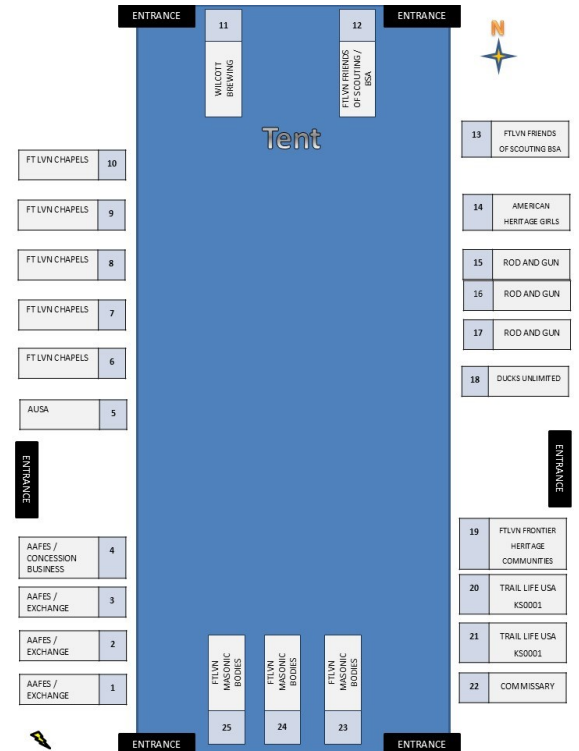 ENTRANCE
11
WILCOTT
BREWING
12
FTLVN FRIENDS
OF SCOUTING /
BSA
ENTRANCE
N
Tent
FT LVN CHAPELS 10
FT LVN CHAPELS 9
FT LVN CHAPELS 8
FT LVN CHAPELS 7
FT LVN CHAPELS 6
AUSA 5
ENTRANCE
AAFES /
CONCESSION
BUSINESS
4
AAFES /
EXCHANGE
3
AAFES /
EXCHANGE
2
AAFES /
EXCHANGE
1
13
FTLVN FRIENDS
OF SCOUTING BSA
14
AMERICAN
HERITAGE GIRLS
15 ROD AND GUN
16 ROD AND GUN
17 ROD AND GUN
18 DUCKS UNLIMITED
ENTRANCE
19
FTLVN FRONTIER
HERITAGE
COMMUNITIES
20
TRAIL LIFE USA
KS0001
21
TRAIL LIFE USA
KS0001
22 COMMISSARY
FTLVN
MASONIC
BODIES
25
FTLVN
MASONIC
BODIES
24
FTLVN
MASONIC
BODIES
23
ENTRANCE
ENTRANCE